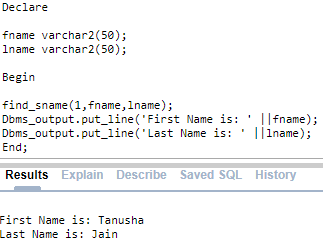 Declare
fname varchar2(50);
lname varchar2(50);
Begin
find_sname(1,fname,lname);
Dbms_output.put_line('First Name is: ' ||fname);
Dbms_output.put_line('Last Name is: ' ||lname);
End;
Results Explain Describe Saved SQL History
First Name is: Tanusha
Last Name is: Jain